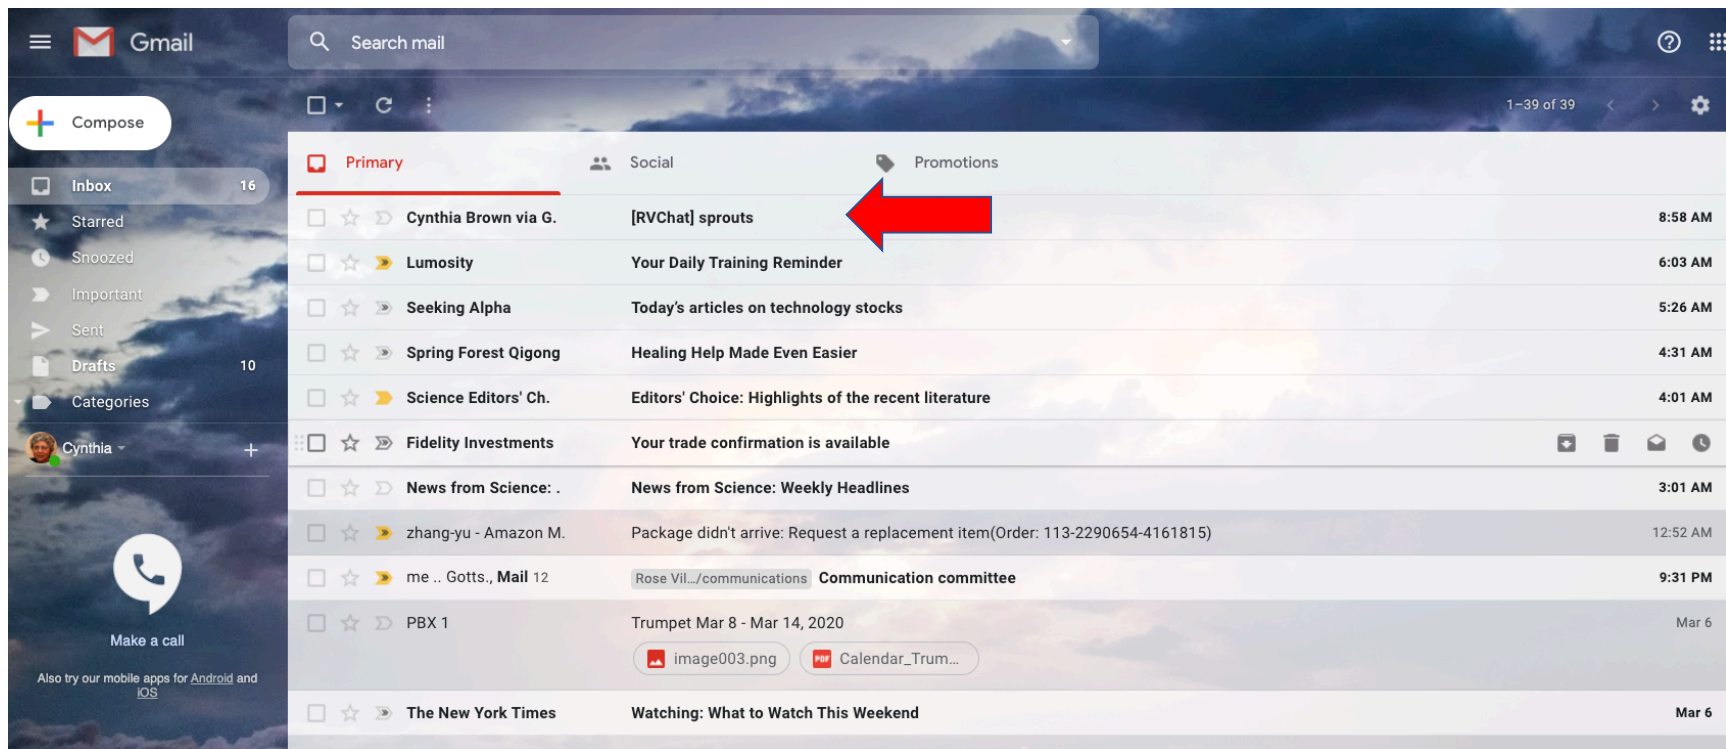 Gmail
Search mail
Compose
1–39 of 39
Inbox 16
Starred
Snoozed
Important
Sent
Drafts 10
Categories
Cynthia
Make a call
Also try our mobile apps for Android and
iOS
Primary Social Promotions
Cynthia Brown via G. [RVChat] sprouts 8:58 AM
Lumosity Your Daily Training Reminder 6:03 AM
Seeking Alpha Today's articles on technology stocks 5:26 AM
Spring Forest Qigong Healing Help Made Even Easier 4:31 AM
Science Editors' Ch. Editors' Choice: Highlights of the recent literature 4:01 AM
Fidelity Investments Your trade confirmation is available
News from Science: . News from Science: Weekly Headlines 3:01 AM
zhang-yu - Amazon M. Package didn't arrive: Request a replacement item(Order: 113-2290654-4161815) 12:52 AM
me .. Gotts., Mail 12 Rose Vil.../communications Communication committee 9:31 PM
PBX 1 Trumpet Mar 8 - Mar 14, 2020 Mar 6
image003.png PDF Calendar_Trum...
The New York Times Watching: What to Watch This Weekend Mar 6